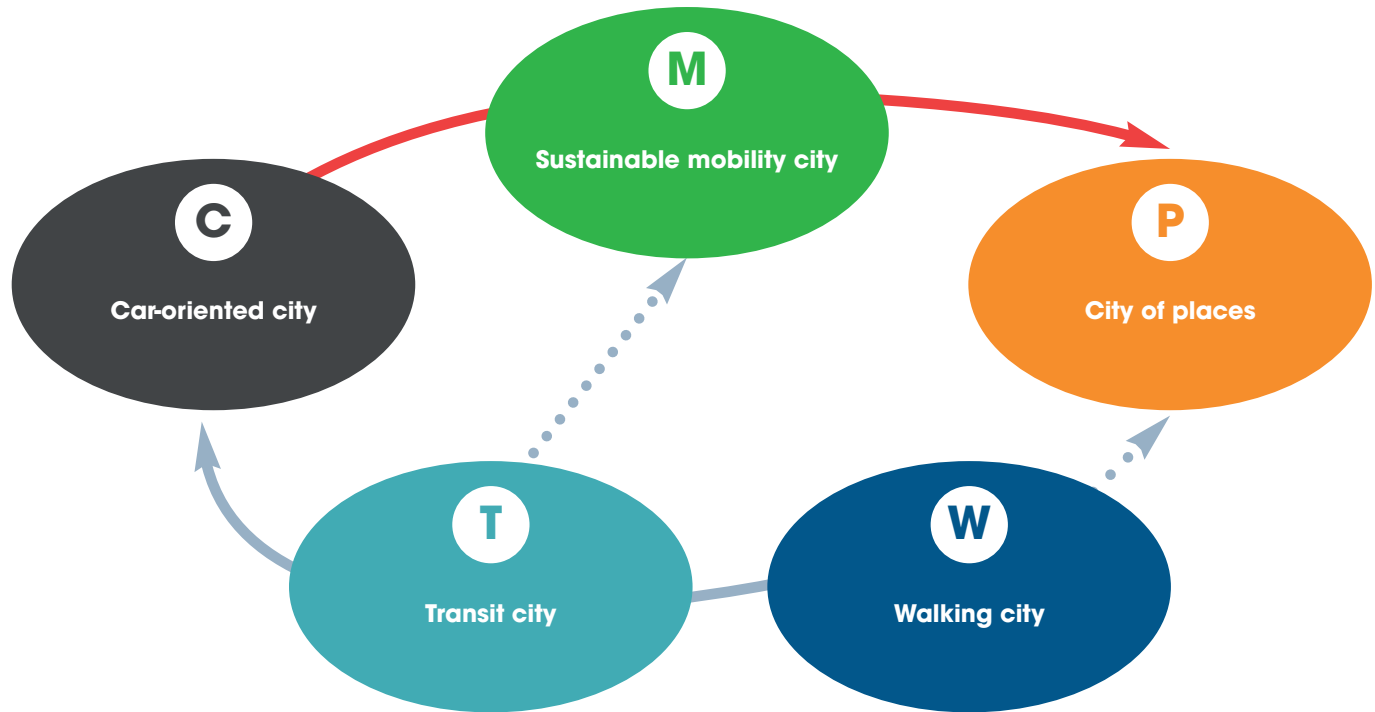 M
Sustainable mobility city
C
Car-oriented city
P
City of places
T
Transit city
W
Walking city